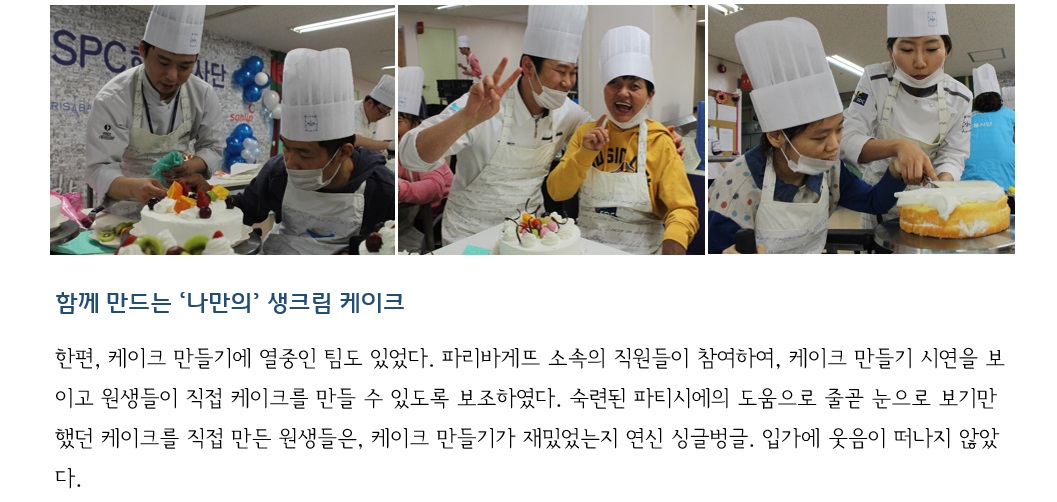 SPC
사단
함께 만드는 ‘나만의’ 생크림 케이크
한편, 케이크 만들기에 열중인 팀도 있었다. 파리바게뜨 소속의 직원들이 참여하여, 케이크 만들기 시연을 보
이고 원생들이 직접 케이크를 만들 수 있도록 보조하였다. 숙련된 파티시에의 도움으로 줄곧 눈으로 보기만
했던 케이크를 직접 만든 원생들은, 케이크 만들기가 재밌었는지 연신 싱글벙글. 입가에 웃음이 떠나지 않았
다.